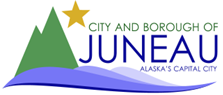 CITY AND BOROUGH OF
JUNEAU
ALASKA'S CAPITAL CITY